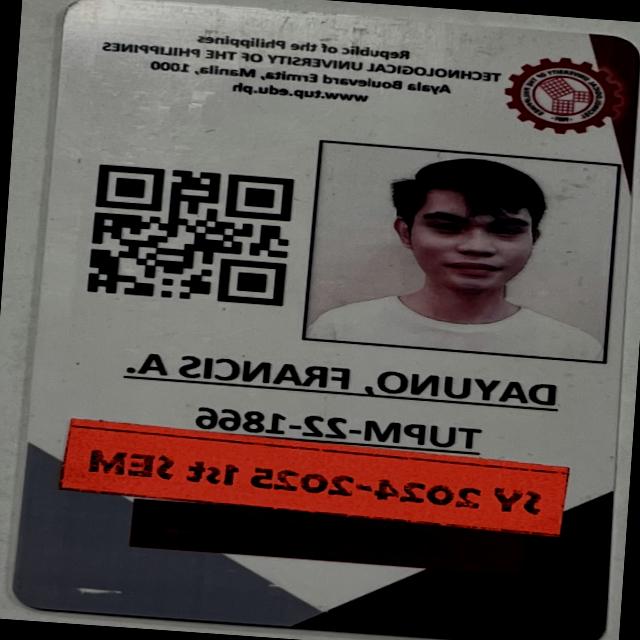 Republic of the Philippines
TECHNOLOGICAL UNIVERSITY OF THE PHILIPPINES
Ayala Boulevard Ermita, Manila, 1000
www.tup.edu.ph
DAYUNO, FRANCIS A.
TUPM-22-1866
SY 2024-2025 1st SEM